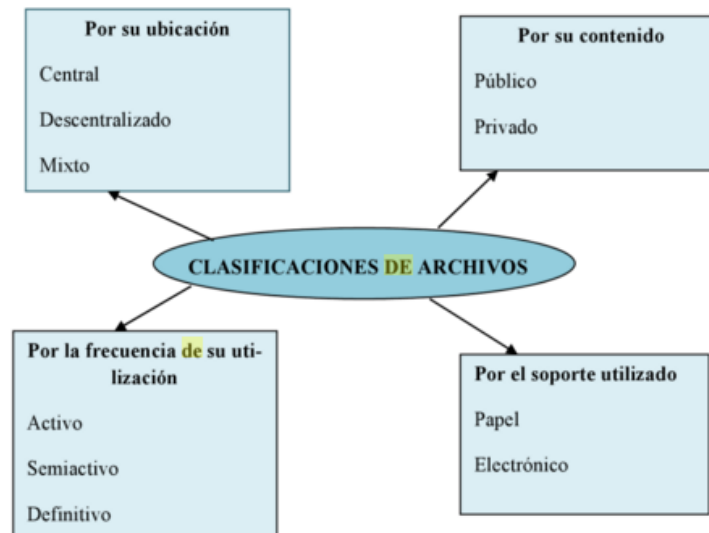 Por su ubicación
Central
Descentralizado
Mixto
Por su contenido
Público
Privado
CLASIFICACIONES DE ARCHIVOS
Por la frecuencia de su uti-
lización
Activo
Semiactivo
Definitivo
Por el soporte utilizado
Papel
Electrónico